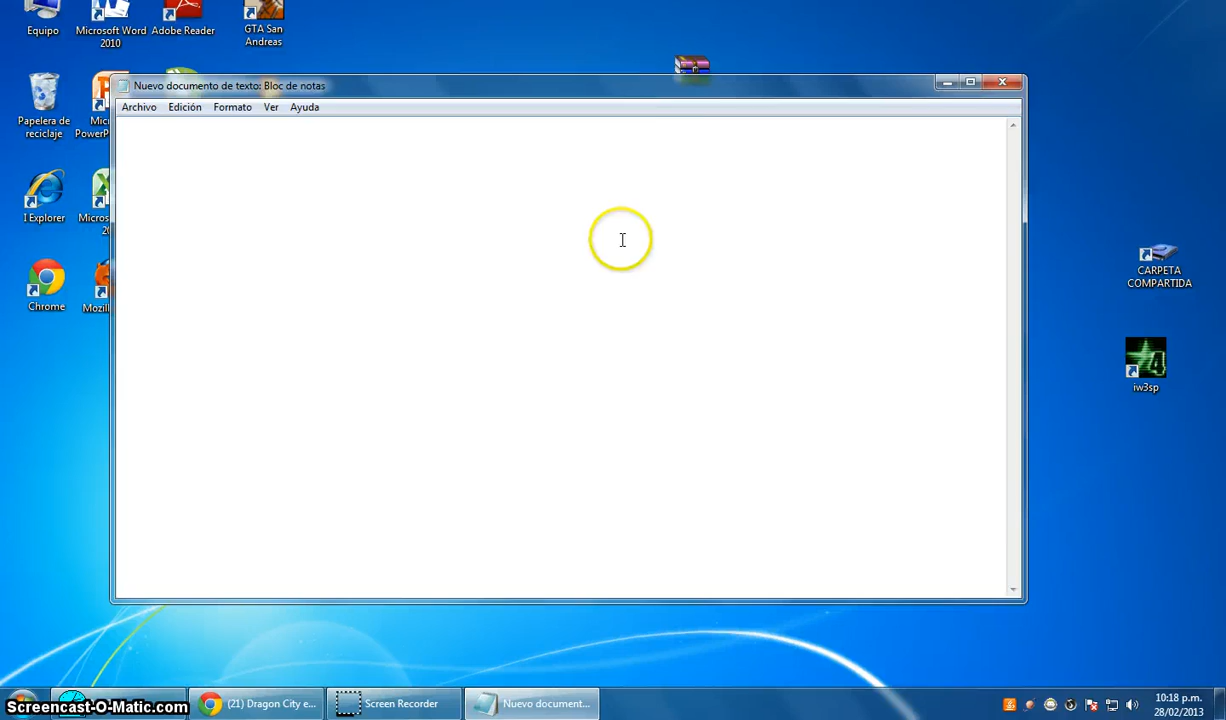 Equipo
Microsoft Word
2010
Adobe Reader
GTA San
Andreas
Nuevo documento de texto: Bloc de notas
Archivo Edición Formato Ver Ayuda
Papelera de
reciclaje
I Explorer
Chrome
CARPETA
COMPARTIDA
iw3sp
(21) Dragon City e...
Screen Recorder
Nuevo document...
10:18 p.m.
28/02/2013
Screencast-O-Matic.com